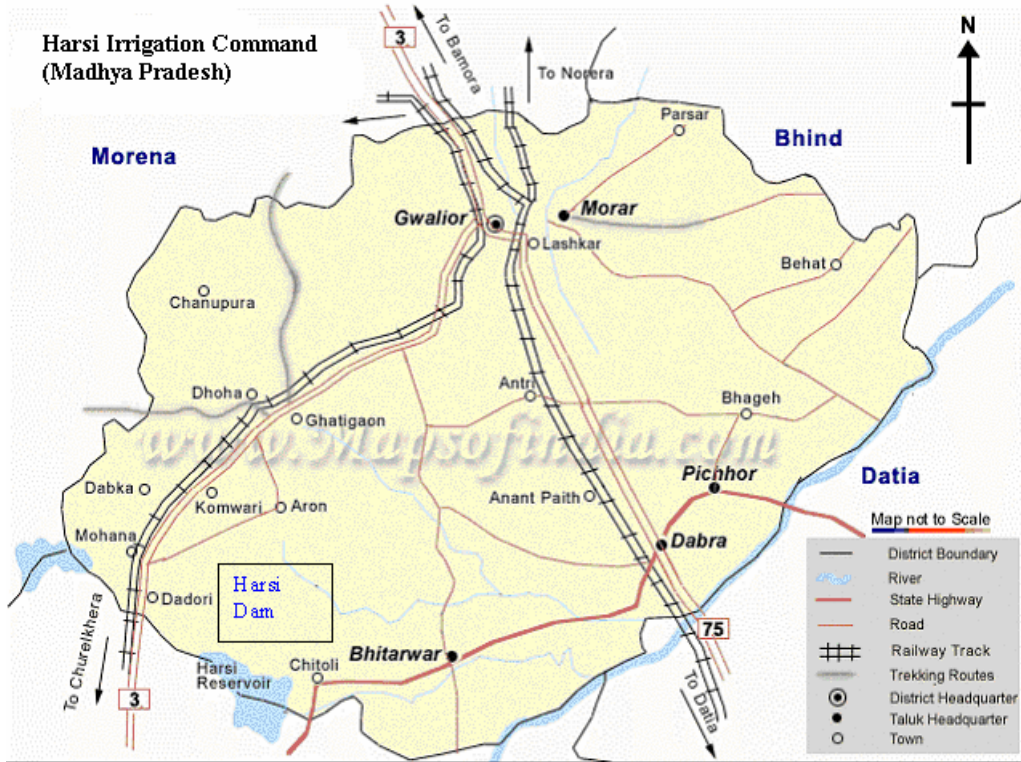 Harsi Irrigation Command
(Madhya Pradesh)
3
To Bamora
To Norera
N
Morena
Bhind
Parsar
Gwalior
Morar
Lashkar
Behat
Chanupura
Dhoha
Antri
Bhageh
Ghatigaon
www.Mapsofindia.com
Pichhor
Datia
Dabka
Komwari
Aron
Anant Paith
Mohana
Dabra
Map not to Scale
District Boundary
River
State Highway
Road
Railway Track
Trekking Routes
District Headquarter
Taluk Headquarter
Town
Harsi
Dam
Dadori
75
To Churelkhera
Bhitarwar
Harsi
Reservoir
Chitoli
3
To Datia